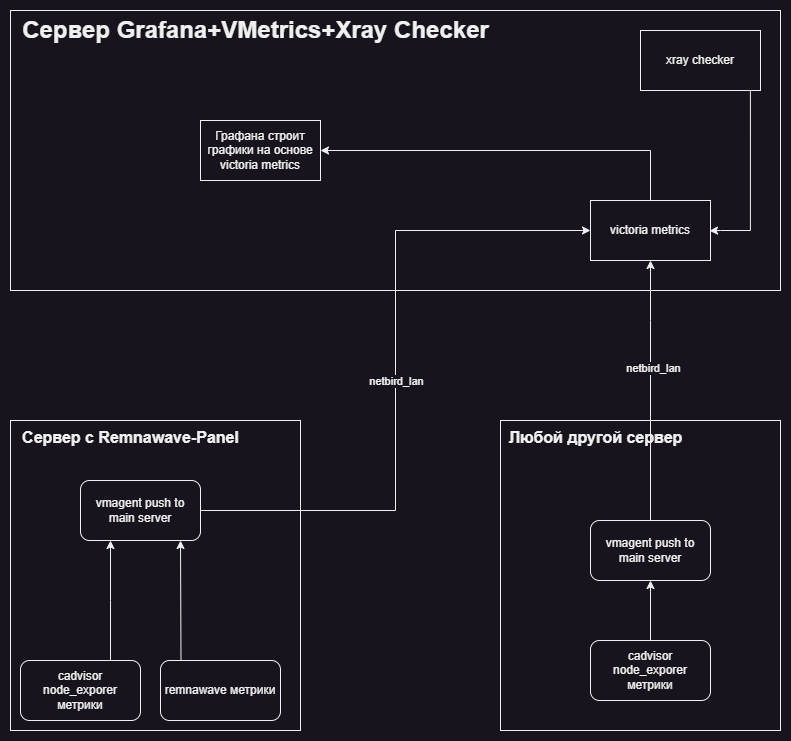 Сервер Grafana+VMetrics+Xray Checker
xray checker
Графана строит
графики на основе
victoria metrics
victoria metrics
netbird_lan
netbird_lan
Сервер с Remnawave-Panel
vmagent push to
main server
cadvisor
node_exporer
метрики
remnawave метрики
Любой другой сервер
vmagent push to
main server
cadvisor
node_exporer
метрики